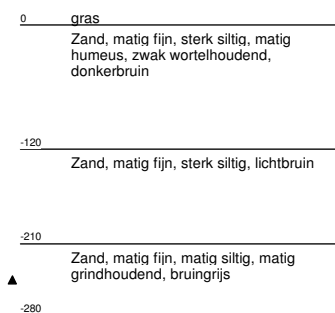 0 gras
Zand, matig fijn, sterk siltig, matig
humeus, zwak wortelhoudend,
donkerbruin
-120
Zand, matig fijn, sterk siltig, lichtbruin
-210
Zand, matig fijn, matig siltig, matig
grindhoudend, bruingrijs
-280